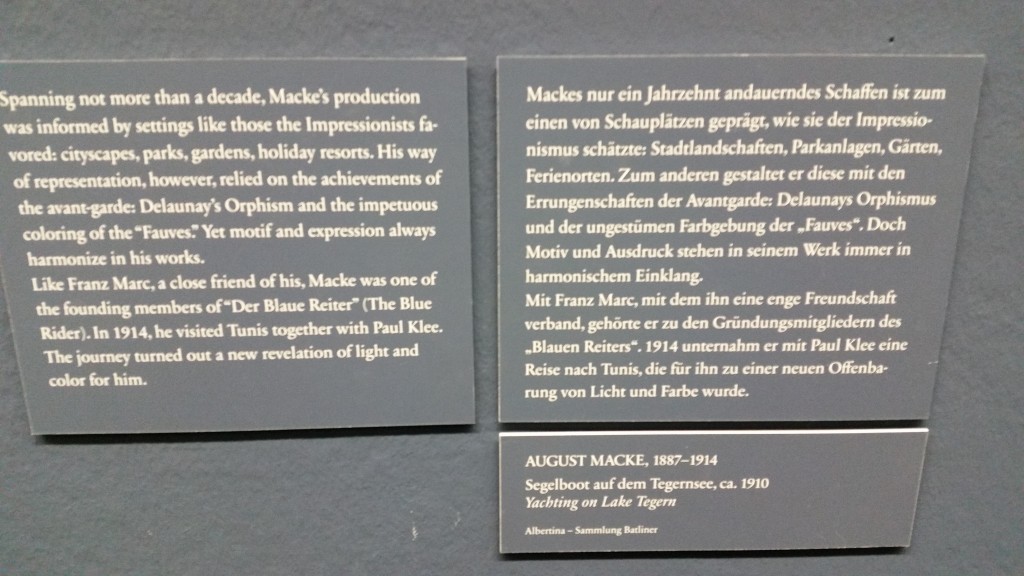 Spanning not more than a decade, Macke's production
was informed by settings like those the Impressionists fa-
vored: cityscapes, parks, gardens, holiday resorts. His way
of representation, however, relied on the achievements of
the avant-garde: Delaunay's Orphism and the impetuous
coloring of the “Fauves.” Yet motif and expression always
harmonize in his works.
Like Franz Marc, a close friend of his, Macke was one of
the founding members of “Der Blaue Reiter” (The Blue
Rider). In 1914, he visited Tunis together with Paul Klee.
The journey turned out a new revelation of light and
color for him.
Mackes nur ein Jahrzehnt andauerndes Schaffen ist zum
einen von Schauplätzen geprägt, wie sie der Impressio-
nismus schätzte: Stadtlandschaften, Parkanlagen, Gärten,
Ferienorten. Zum anderen gestaltet er diese mit den
Errungenschaften der Avantgarde: Delaunays Orphismus
und der ungestümen Farbgebung der „Fauves“. Doch
Motiv und Ausdruck stehen in seinem Werk immer in
harmonischem Einklang.
Mit Franz Marc, mit dem ihn eine enge Freundschaft
verband, gehörte er zu den Gründungsmitgliedern des
„Blauen Reiters“. 1914 unternahm er mit Paul Klee eine
Reise nach Tunis, die für ihn zu einer neuen Offenba-
rung von Licht und Farbe wurde.
AUGUST MACKE, 1887–1914
Segelboot auf dem Tegernsee, ca. 1910
Yachting on Lake Tegern
Albertina – Sammlung Batliner